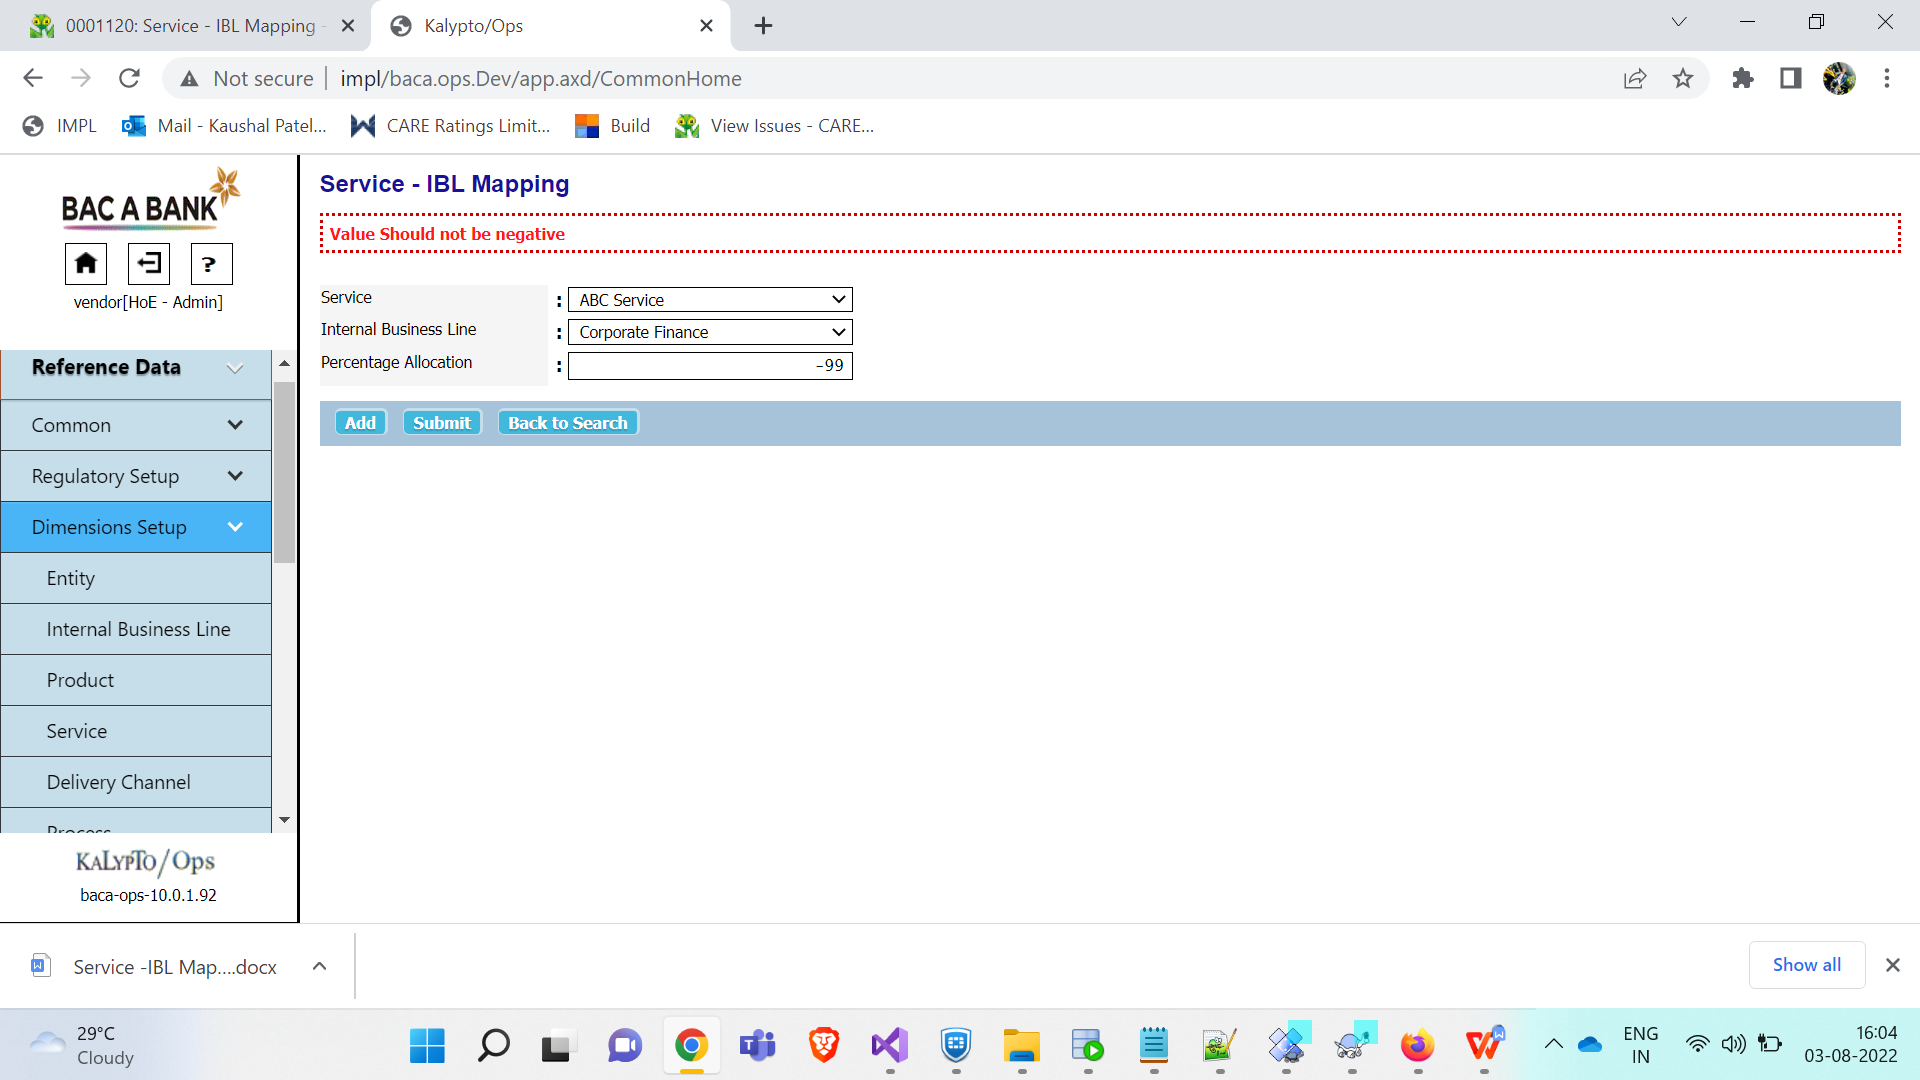 0001120: Service - IBL Mapping -
Kalypto/Ops
Not secure
impl/baca.ops.Dev/app.axd/CommonHome
IMPL
Mail - Kaushal Patel...
CARE Ratings Limit...
Build
View Issues - CARE...
BAC A BANK
?
vendor[HoE - Admin]
Reference Data
Common
Regulatory Setup
Dimensions Setup
Entity
Internal Business Line
Product
Service
Delivery Channel
Process
KALYPTO/Ops
baca-ops-10.0.1.92
Service - IBL Mapping
Value Should not be negative
Service : ABC Service
Internal Business Line : Corporate Finance
Percentage Allocation : -99
Add Submit Back to Search
Service -IBL Map....docx
Show all
29°C
Cloudy
ENG
IN
16:04
03-08-2022